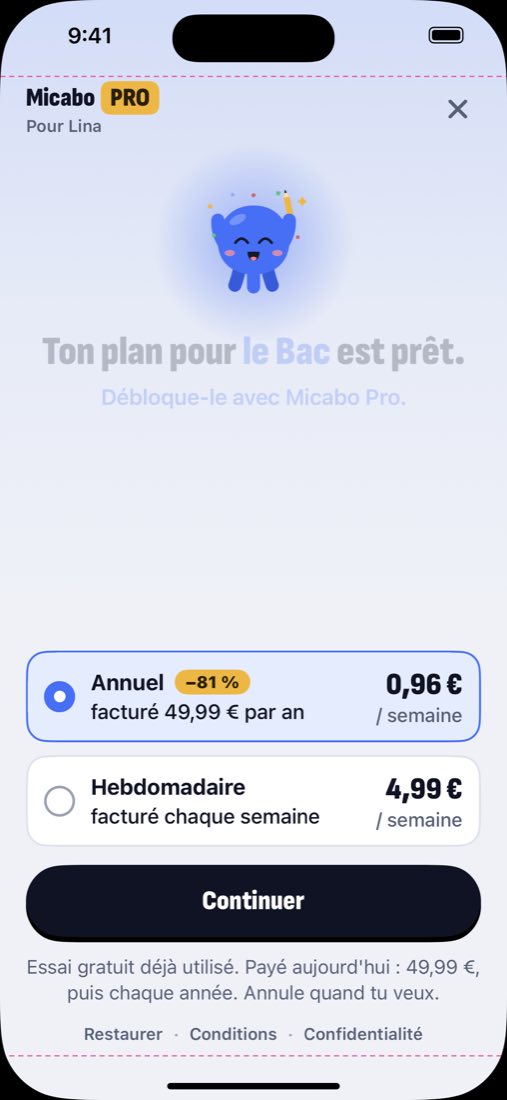 9:41
Micabo PRO
Pour Lina
Ton plan pour le Bac est prêt.
Débloque-le avec Micabo Pro.
Annuel −81 %
facturé 49,99 € par an
0,96 €
/ semaine
Hebdomadaire
facturé chaque semaine
4,99 €
/ semaine
Continuer
Essai gratuit déjà utilisé. Payé aujourd'hui : 49,99 €,
puis chaque année. Annule quand tu veux.
Restaurer · Conditions · Confidentialité